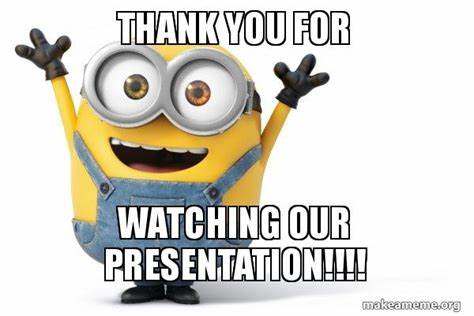 THANK YOU FOR
WATCHING OUR
PRESENTATION!!!!
makeameme.org